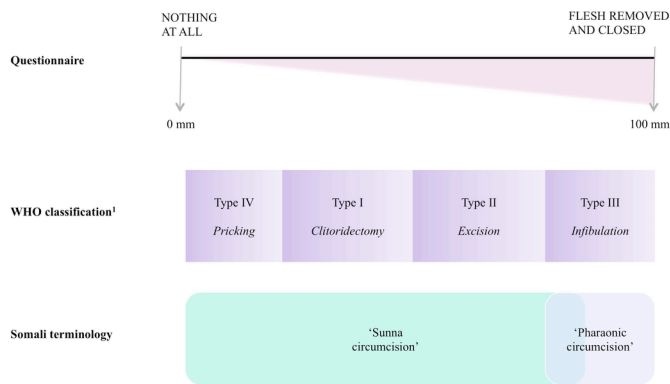 NOTHING
AT ALL
FLESH REMOVED
AND CLOSED
Questionnaire
0 mm
100 mm
WHO classification¹
Type IV
Pricking
Type I
Clitoridectomy
Type II
Excision
Type III
Infibulation
Somali terminology
‘Sunna
circumcision’
‘Pharaonic
circumcision’